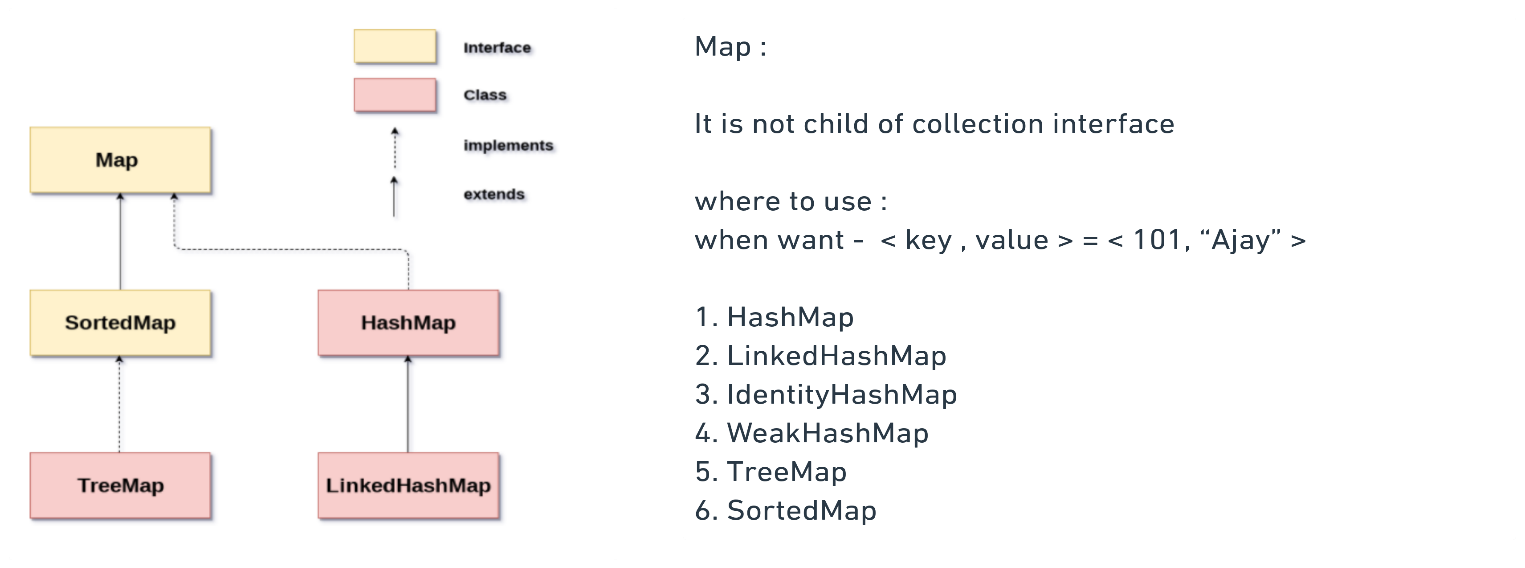 Interface
Class
implements
extends
Map
SortedMap
HashMap
TreeMap
LinkedHashMap
Map :
It is not child of collection interface
where to use :
when want -  < key , value > = < 101, “Ajay” >
1. HashMap
2. LinkedHashMap
3. IdentityHashMap
4. WeakHashMap
5. TreeMap
6. SortedMap